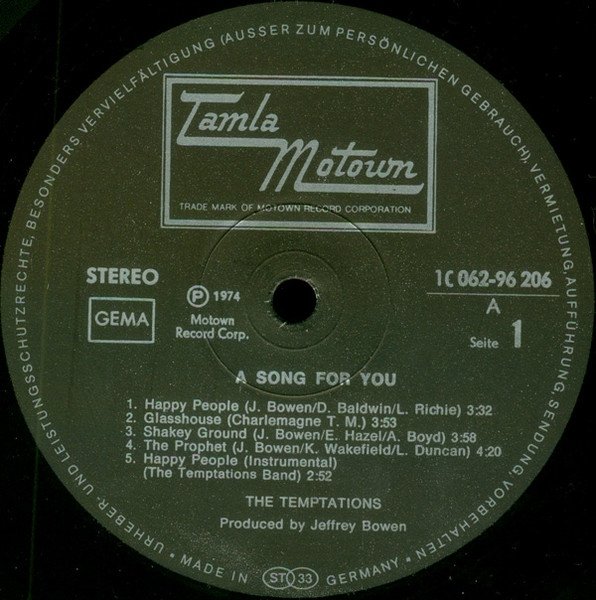 URHEBER- UND LEISTUNGSSCHUTZRECHTE, BESONDERS VERVIELFÄLTIGUNG (AUSSER ZUM PERSÖNLICHEN GEBRAUCH), VERMIETUNG, AUFFÜHRUNG, SENDUNG, VORBEHALTEN
Tamla
Motown
TRADE MARK OF MOTOWN RECORD CORPORATION
STEREO
GEMA
Ⓟ 1974
Motown
Record Corp.
1C 062-96 206
A
Seite 1
A SONG FOR YOU
1. Happy People (J. Bowen/D. Baldwin/L. Richie) 3:32
2. Glasshouse (Charlemagne T. M.) 3:53
3. Shakey Ground (J. Bowen/E. Hazel/A. Boyd) 3:58
4. The Prophet (J. Bowen/K. Wakefield/L. Duncan) 4:20
5. Happy People (Instrumental)
(The Temptations Band) 2:52
THE TEMPTATIONS
Produced by Jeffrey Bowen
• MADE IN ST 33 GERMANY •